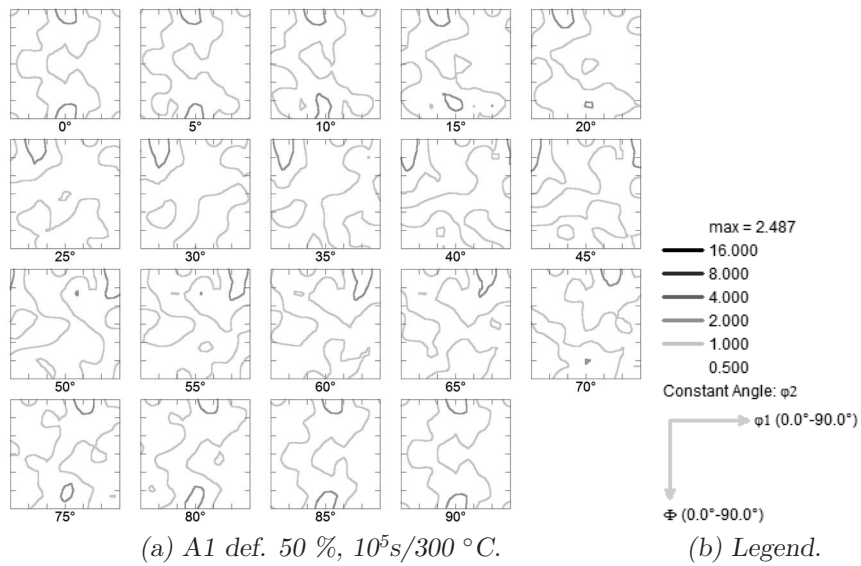 0° 5° 10° 15° 20°
25° 30° 35° 40° 45°
50° 55° 60° 65° 70°
75° 80° 85° 90°
max = 2.487
16.000
8.000
4.000
2.000
1.000
0.500
Constant Angle: φ2
φ1 (0.0°-90.0°)
Φ (0.0°-90.0°)
(a) A1 def. 50 %, 10⁵s/300 °C.
(b) Legend.